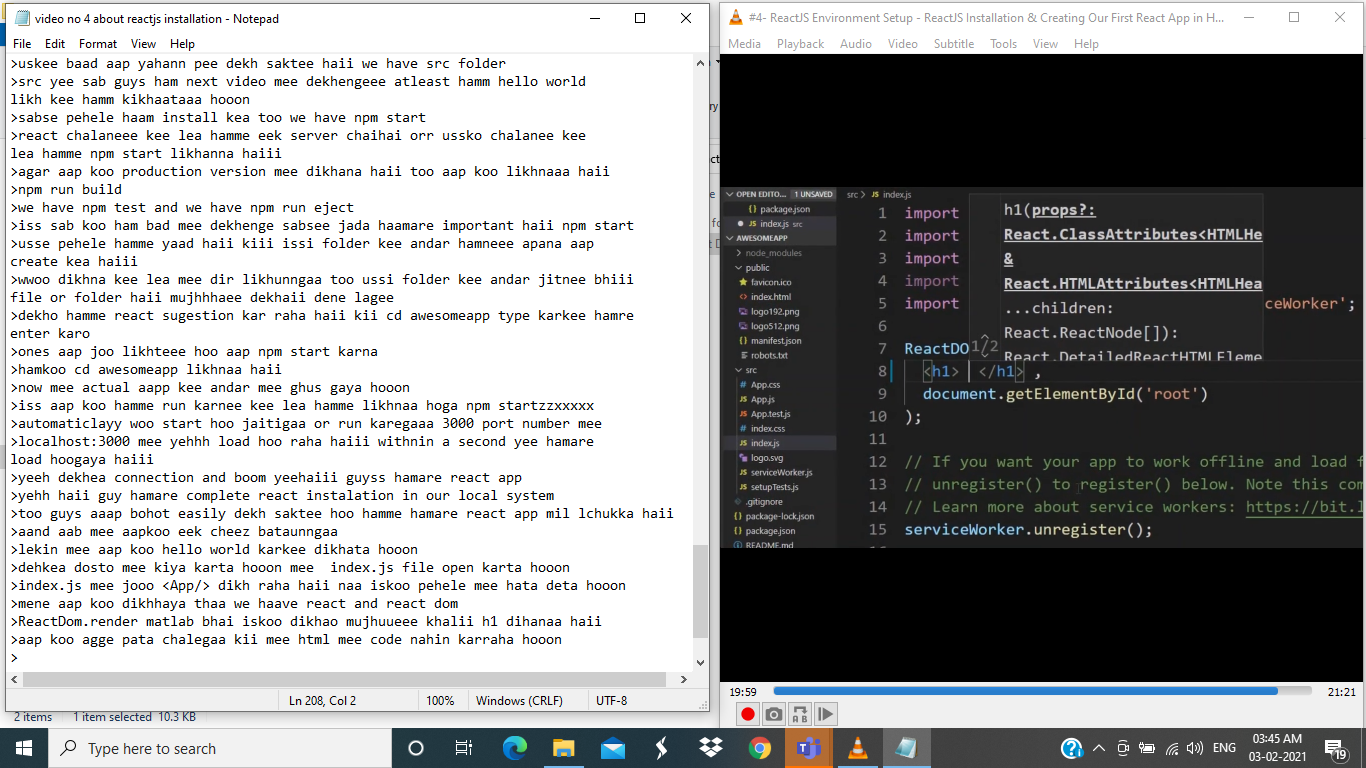 video no 4 about reactjs installation - Notepad
File Edit Format View Help
>uskee baad aap yahann pee dekh saktee haii we have src folder
>src yee sab guys ham next video mee dekhengeee atleast hamm hello world
likh kee hamm kikhaataaa hooon
>sabse pehele haam install kea too we have npm start
>react chalaneee kee lea hamme eek server chaihai orr ussko chalanee kee
lea hamme npm start likhanna haiii
>agar aap koo production version mee dikhana haii too aap koo likhnaaa haii
>npm run build
>we have npm test and we have npm run eject
>iss sab koo ham bad mee dekhenge sabsee jada haamare important haii npm start
>usse pehele hamme yaad haii kiii issi folder kee andar hamneee apana aap
create kea haiii
>wwoo dikhna kee lea mee dir likhunngaa too ussi folder kee andar jitnee bhiii
file or folder haii mujhhhaee dekhaii dene lagee
>dekho hamme react sugestion kar raha haii kii cd awesomeapp type karkee hamre
enter karo
>ones aap joo likhteee hoo aap npm start karna
>hamkoo cd awesomeapp likhnaa haii
>now mee actual aapp kee andar mee ghus gaya hooon
>iss aap koo hamme run karnee kee lea hamme likhnaa hoga npm startzzxxxxx
>automaticlayy woo start hoo jaitigaa or run karegaaa 3000 port number mee
>localhost:3000 mee yehhh load hoo raha haiii withnin a second yee hamare
load hoogaya haiii
>yeeh dekhea connection and boom yeehaiii guyss hamare react app
>yehh haii guy hamare complete react instalation in our local system
>too guys aaap bohot easily dekh saktee hoo hamme hamare react app mil lchukka haii
>aand aab mee aapkoo eek cheez bataunngaa
>lekin mee aap koo hello world karkee dikhata hooon
>dehkea dosto mee kiya karta hooon mee  index.js file open karta hooon
>index.js mee jooo <App/> dikh raha haii naa iskoo pehele mee hata deta hooon
>mene aap koo dikhhaya thaa we haave react and react dom
>ReactDom.render matlab bhai iskoo dikhao mujhuueee khalii h1 dihanaa haii
>aap koo agge pata chalegaa kii mee html mee code nahin karraha hooon
>
Ln 208, Col 2 100% Windows (CRLF) UTF-8
2 items 1 item selected 10.3 KB
#4- ReactJS Environment Setup - ReactJS Installation & Creating Our First React App in H...
Media Playback Audio Video Subtitle Tools View Help
OPEN EDITO... 1 UNSAVED
package.json
index.js src
AWESOMEAPP
node_modules
public
favicon.ico
index.html
logo192.png
logo512.png
manifest.json
robots.txt
src
App.css
App.js
App.test.js
index.css
index.js
logo.svg
serviceWorker.js
setupTests.js
.gitignore
package-lock.json
package.json
README.md
src > JS index.js
1 import
2 import
3 import
4 import
5 import ceWorker';
6
7 ReactDO
8 <h1> | </h1> ,
9 document.getElementById('root')
10 );
11
12 // If you want your app to work offline and load f
13 // unregister() to register() below. Note this com
14 // Learn more about service workers: https://bit.l
15 serviceWorker.unregister();
1/2
h1(props?:
React.ClassAttributes<HTMLHe
&
React.HTMLAttributes<HTMLHea
...children:
React.ReactNode[]):
React.DetailedReactHTMLEleme
19:59 21:21
Type here to search
ENG
03:45 AM
03-02-2021
19